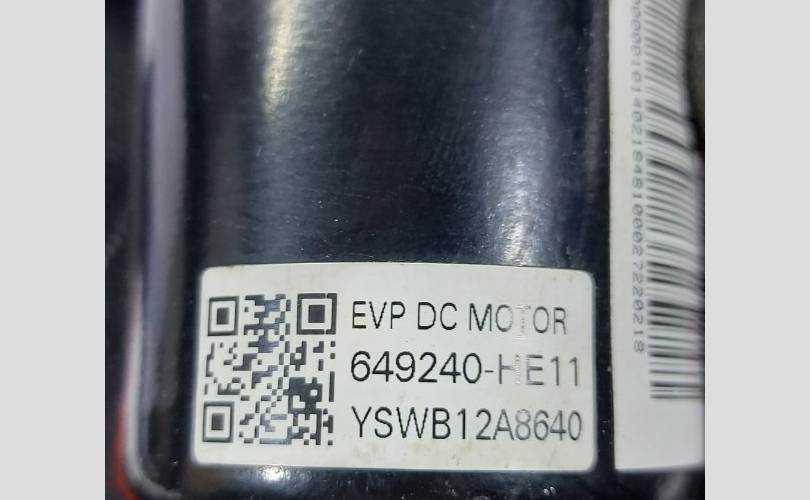 EVP DC MOTOR
649240-HE11
YSWB12A8640